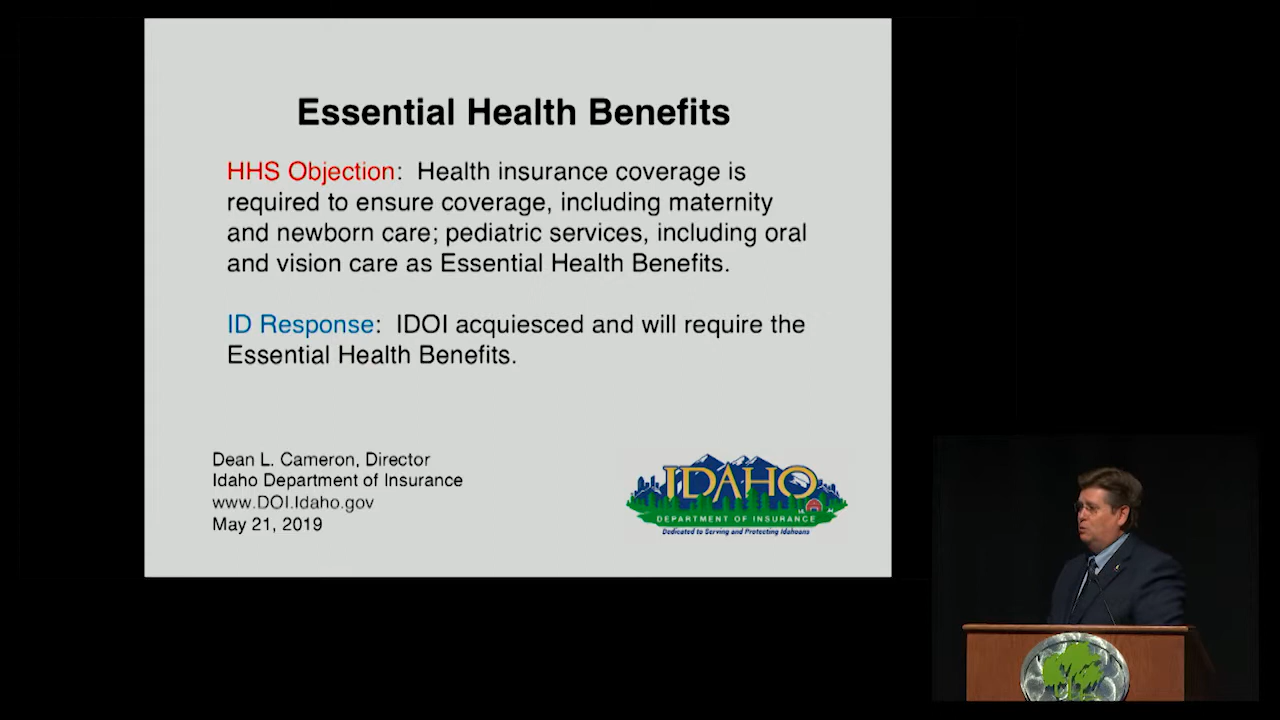 Essential Health Benefits
HHS Objection: Health insurance coverage is
required to ensure coverage, including maternity
and newborn care; pediatric services, including oral
and vision care as Essential Health Benefits.
ID Response: IDOI acquiesced and will require the
Essential Health Benefits.
Dean L. Cameron, Director
Idaho Department of Insurance
www.DOI.Idaho.gov
May 21, 2019
IDAHO
DEPARTMENT OF INSURANCE
Dedicated to Serving and Protecting Idahoans